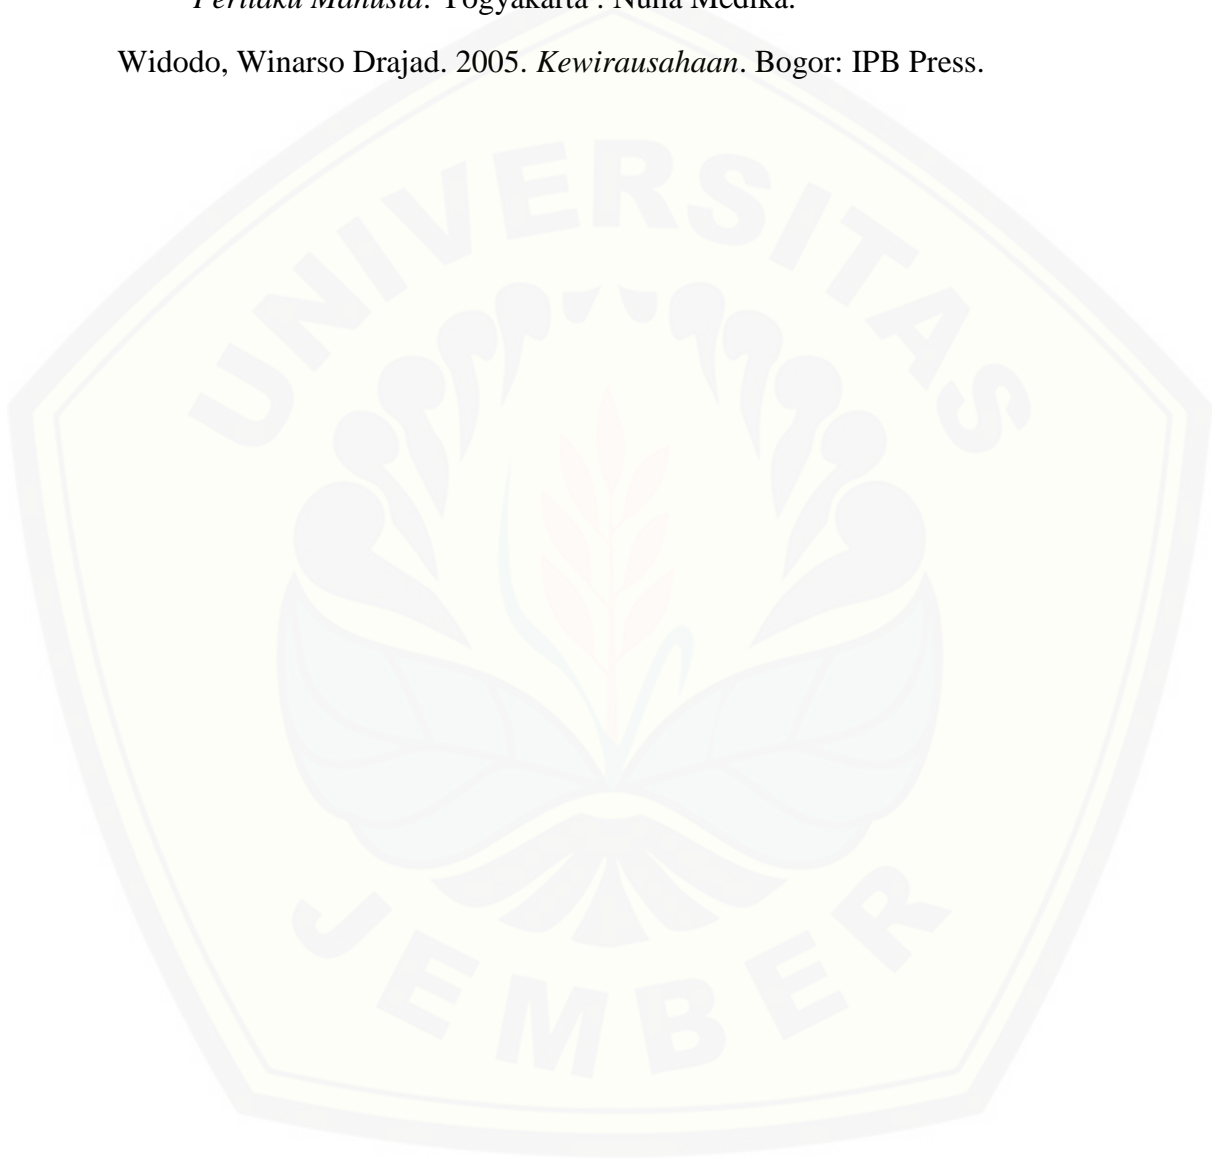 Perilaku Manusia. Yogyakarta : Nuha Medika.
Widodo, Winarso Drajad. 2005. Kewirausahaan. Bogor: IPB Press.
UNIVERSITAS
JEMBER